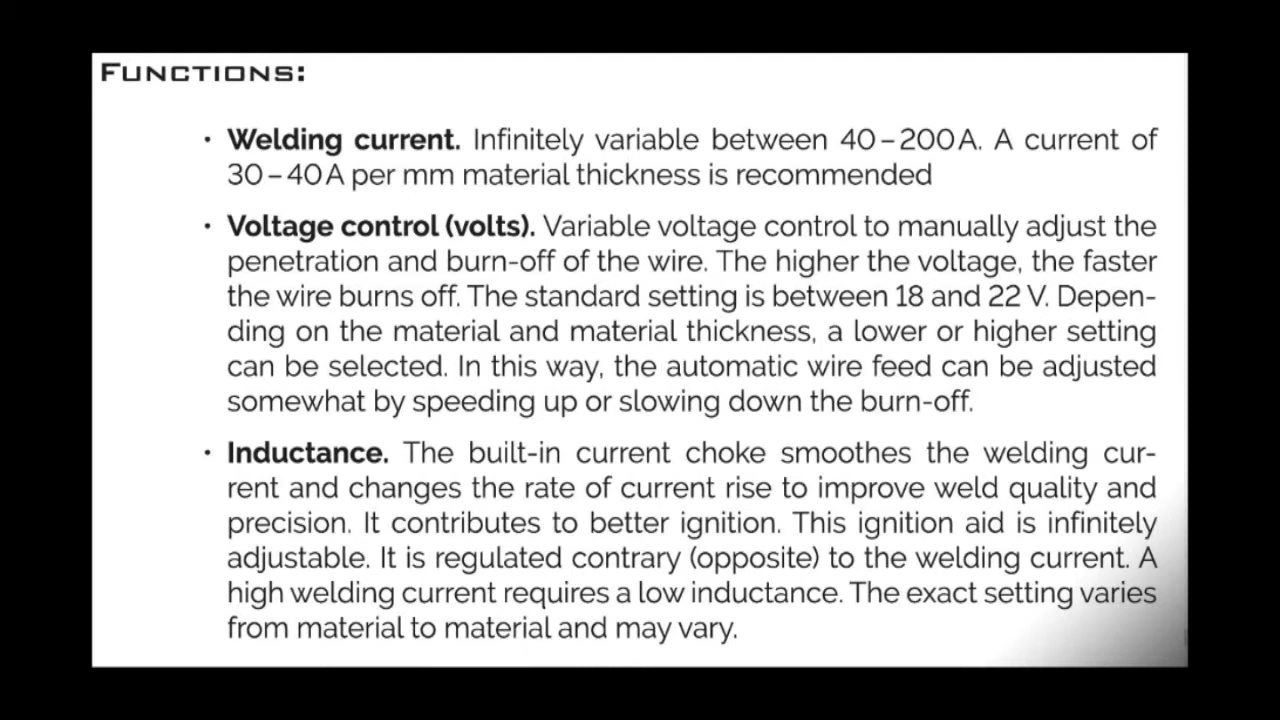 FUNCTIONS:
• Welding current. Infinitely variable between 40 – 200 A. A current of
30 – 40 A per mm material thickness is recommended
• Voltage control (volts). Variable voltage control to manually adjust the
penetration and burn-off of the wire. The higher the voltage, the faster
the wire burns off. The standard setting is between 18 and 22 V. Depen-
ding on the material and material thickness, a lower or higher setting
can be selected. In this way, the automatic wire feed can be adjusted
somewhat by speeding up or slowing down the burn-off.
• Inductance. The built-in current choke smoothes the welding cur-
rent and changes the rate of current rise to improve weld quality and
precision. It contributes to better ignition. This ignition aid is infinitely
adjustable. It is regulated contrary (opposite) to the welding current. A
high welding current requires a low inductance. The exact setting varies
from material to material and may vary.